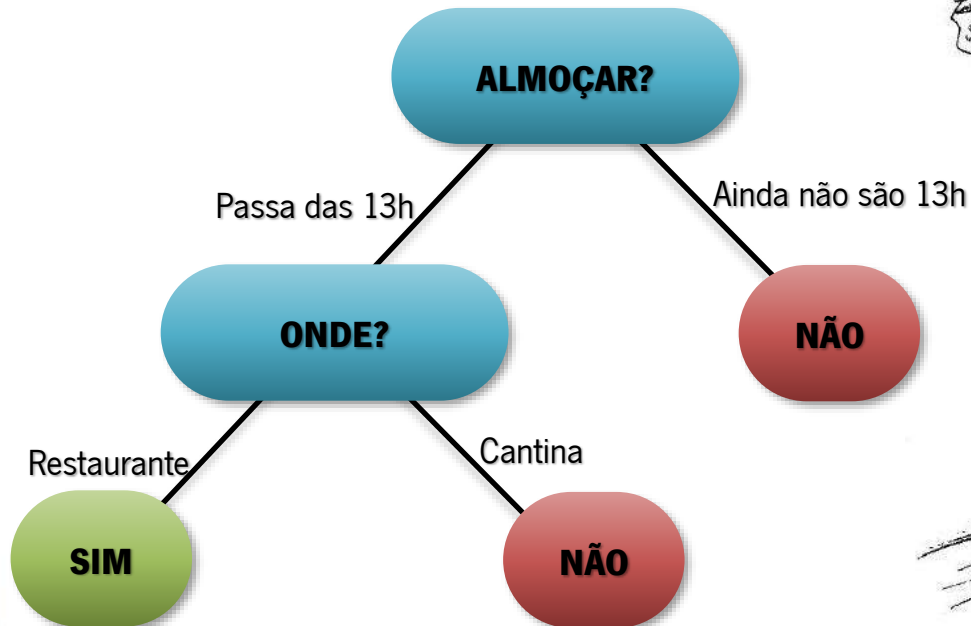 ALMOÇAR?
Passa das 13h
Ainda não são 13h
ONDE?
NÃO
Restaurante
Cantina
SIM
NÃO